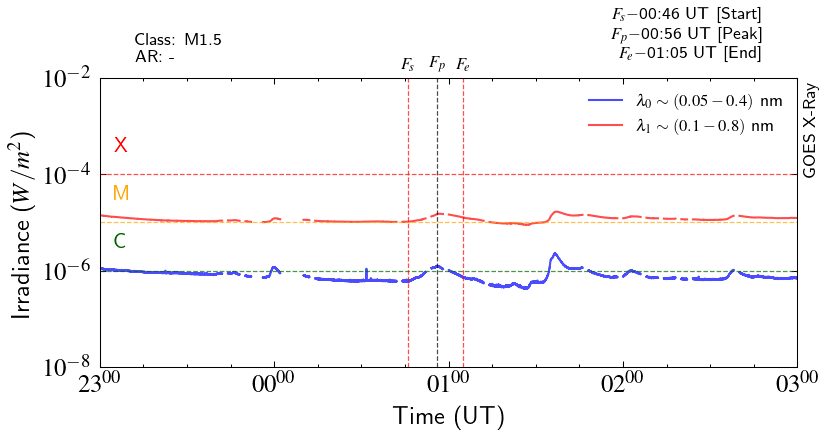 F_s−00:46 UT [Start]
Class: M1.5
F_p−00:56 UT [Peak]
AR: -
F_e−01:05 UT [End]
F_s F_p F_e
10^{-2}
λ_0 ∼ (0.05−0.4) nm
λ_1 ∼ (0.1−0.8) nm
GOES X-Ray
X
10^{-4}
M
Irradiance (W/m^2)
C
10^{-6}
10^{-8}
23^{00} 00^{00} 01^{00} 02^{00} 03^{00}
Time (UT)